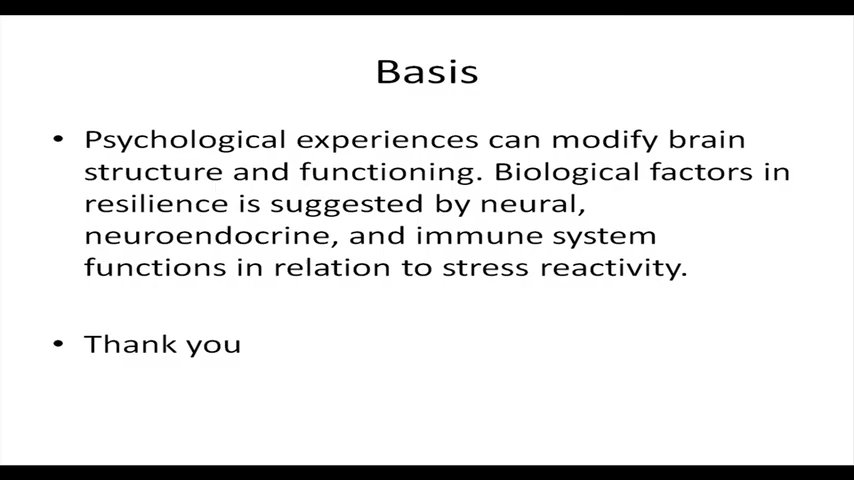 Basis
• Psychological experiences can modify brain
structure and functioning. Biological factors in
resilience is suggested by neural,
neuroendocrine, and immune system
functions in relation to stress reactivity.
• Thank you